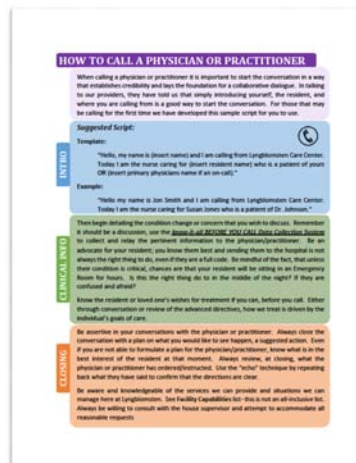 HOW TO CALL A PHYSICIAN OR PRACTITIONER
When calling a physician or practitioner it is important to start the conversation in a way
that establishes credibility and lays the foundation for a collaborative dialogue. In talking
to our providers, they have told us that simply introducing yourself, the resident, and
where you are calling from is a good way to start the conversation. For those that may
be calling for the first time we have developed this sample script for you to use.
INTRO
Suggested Script:
Template:
"Hello, my name is (insert name) and I am calling from Lyngblomsten Care Center.
Today I am the nurse caring for (insert resident name) who is a patient of yours
OR (insert primary physicians name if an on-call)."
Example:
"Hello my name is Jon Smith and I am calling from Lyngblomsten Care Center.
Today I am the nurse caring for Susan Jones who is a patient of Dr. Johnson."
CLINICAL INFO
Then begin detailing the condition change or concern that you wish to discuss. Remember
it should be a discussion, use the know-it-all BEFORE YOU CALL Data Collection System
to collect and relay the pertinent information to the physician/practitioner. Be an
advocate for your resident; you know them best and sending them to the hospital is not
always the right thing to do, even if they are a full code. Be mindful of the fact, that unless
their condition is critical, chances are that your resident will be sitting in an Emergency
Room for hours. Is this the right thing to do in the middle of the night? If they are
confused and afraid?
Know the resident or loved one's wishes for treatment if you can, before you call. Either
through conversation or review of the advanced directives, how we treat is driven by the
individual's goals of care.
CLOSING
Be assertive in your conversations with the physician or practitioner. Always close the
conversation with a plan on what you would like to see happen, a suggested action. Even
if you are not able to formulate a plan for the physician/practitioner, know what is in the
best interest of the resident at that moment. Always review, at closing, what the
physician or practitioner has ordered/instructed. Use the "echo" technique by repeating
back what they have said to confirm that the directions are clear.
Be aware and knowledgeable of the services we can provide and situations we can
manage here at Lyngblomsten. See Facility Capabilities list- this is not an all-inclusive list.
Always be willing to consult with the house supervisor and attempt to accommodate all
reasonable requests